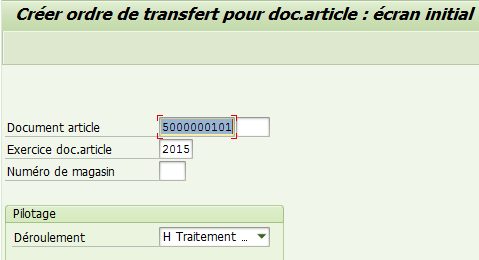 Créer ordre de transfert pour doc.article : écran initial
Document article 5000000101
Exercice doc.article 2015
Numéro de magasin
Pilotage
Déroulement H Traitement ...